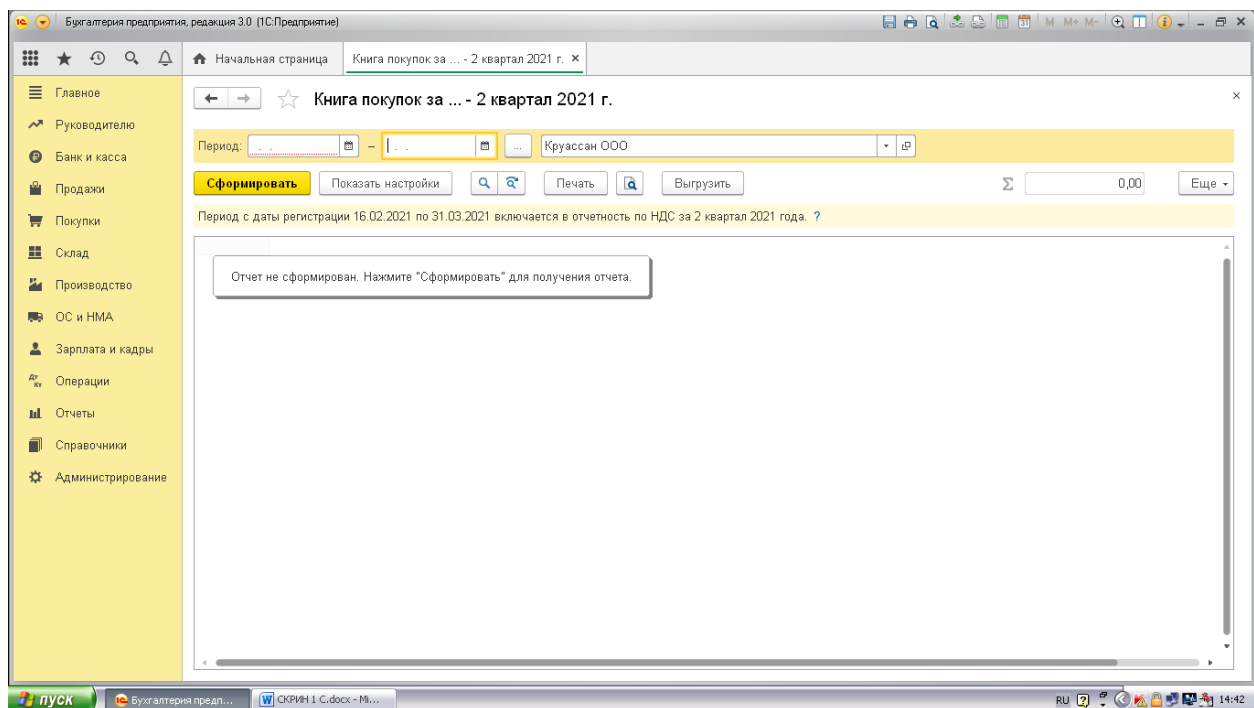 Бухгалтерия предприятия, редакция 3.0 (1С:Предприятие)
M M+ M-
Начальная страница
Книга покупок за ... - 2 квартал 2021 г. ×
Главное
Руководителю
Банк и касса
Продажи
Покупки
Склад
Производство
ОС и НМА
Зарплата и кадры
Операции
Отчеты
Справочники
Администрирование
Книга покупок за ... - 2 квартал 2021 г.
Период: . . – . . ... Круассан ООО
Сформировать Показать настройки Печать Выгрузить Σ 0,00 Еще
Период с даты регистрации 16.02.2021 по 31.03.2021 включается в отчетность по НДС за 2 квартал 2021 года. ?
Отчет не сформирован. Нажмите "Сформировать" для получения отчета.
пуск Бухгалтерия предп... СКРИН 1 С.docx - Mi... RU 14:42